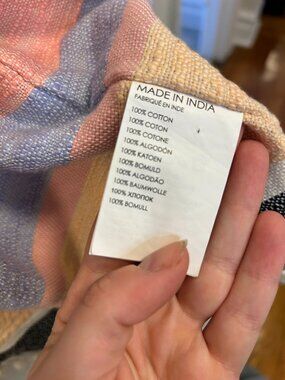 MADE IN INDIA
FABRIQUÉ EN INDE
100% COTTON
100% COTON
100% COTONE
100% ALGODÓN
100% KATOEN
100% BOMULD
100% ALGODÃO
100% BAUMWOLLE
100% ХЛОПОК
100% BOMULL